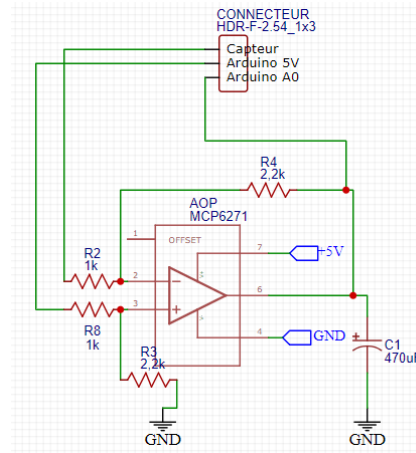 CONNECTEUR
HDR-F-2.54_1x3
Capteur
Arduino 5V
Arduino A0
R4
2,2k
AOP
MCP6271
1
OFFSET
7
+5V
R2
1k
2
6
3
R8
1k
4
GND
R3
2,2k
C1
470uF
GND
GND